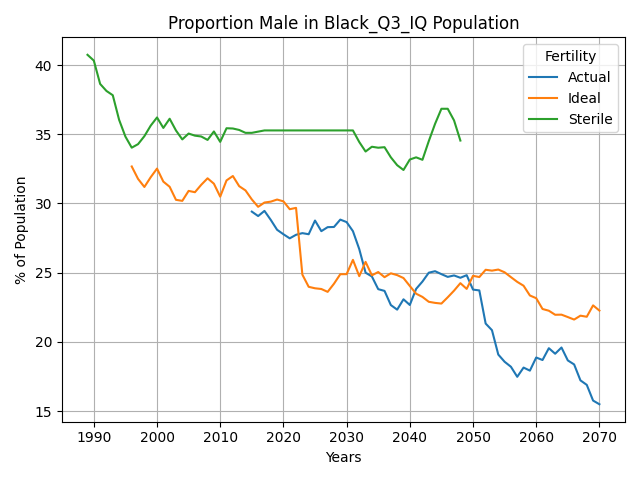 Proportion Male in Black_Q3_IQ Population
Fertility
Actual
Ideal
Sterile
% of Population
40
35
30
25
20
15
1990 2000 2010 2020 2030 2040 2050 2060 2070
Years